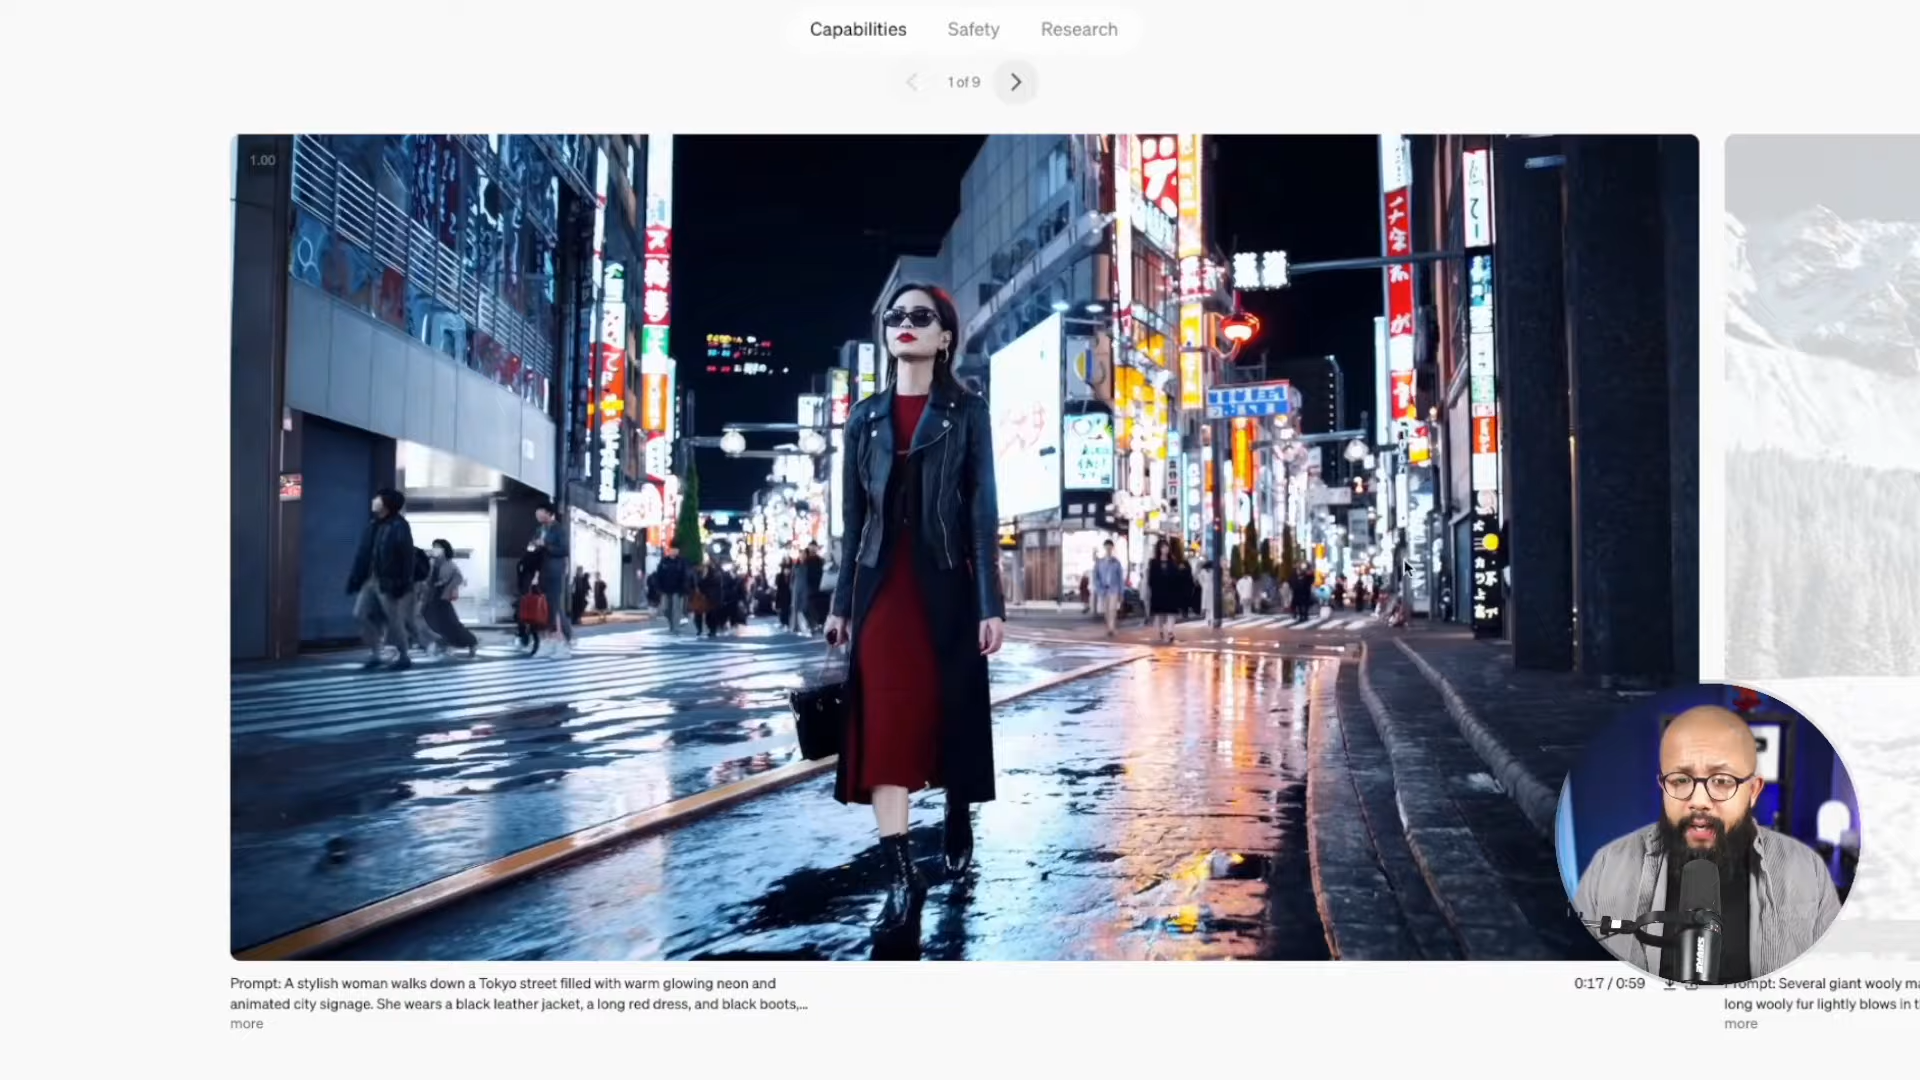 Capabilities
Safety
Research
1 of 9
1.00
Prompt: A stylish woman walks down a Tokyo street filled with warm glowing neon and
animated city signage. She wears a black leather jacket, a long red dress, and black boots,...
more
0:17 / 0:59
Prompt: Several giant wooly
long wooly fur lightly blows in
more
SHURE